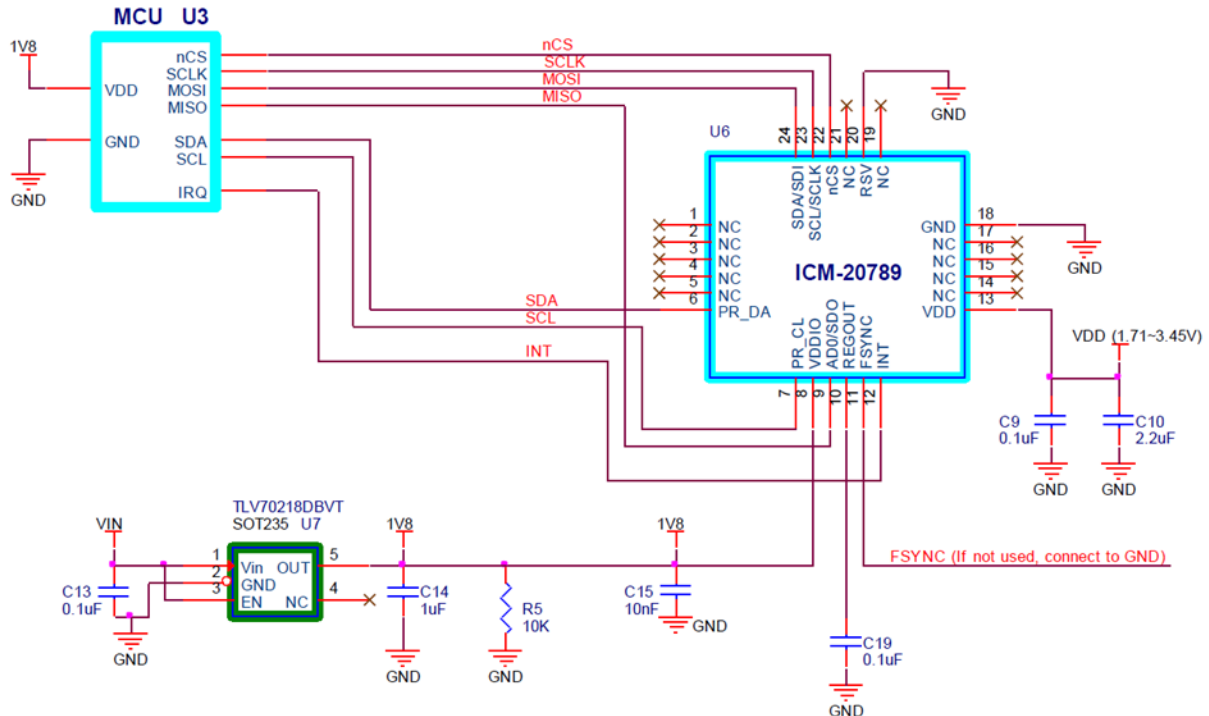 MCU U3
1V8
VDD
GND
GND
nCS
SCLK
MOSI
MISO
SDA
SCL
IRQ
nCS
SCLK
MOSI
MISO
SDA
SCL
INT
U6
24
23
22
21
20
19
SDA/SDI
SCL/SCLK
nCS
NC
RSV
NC
GND
1
2
3
4
5
6
NC
NC
NC
NC
NC
PR_DA
ICM-20789
GND
NC
NC
NC
NC
VDD
18
17
16
15
14
13
GND
PR_CL
VDDIO
AD0/SDO
REGOUT
FSYNC
INT
7
8
9
10
11
12
VDD (1.71~3.45V)
C9
0.1uF
GND
C10
2.2uF
GND
TLV70218DBVT
SOT235 U7
VIN
C13
0.1uF
GND
1
2
3
Vin
GND
EN
OUT
NC
5
4
1V8
C14
1uF
GND
R5
10K
GND
1V8
C15
10nF
GND
FSYNC (If not used, connect to GND)
C19
0.1uF
GND